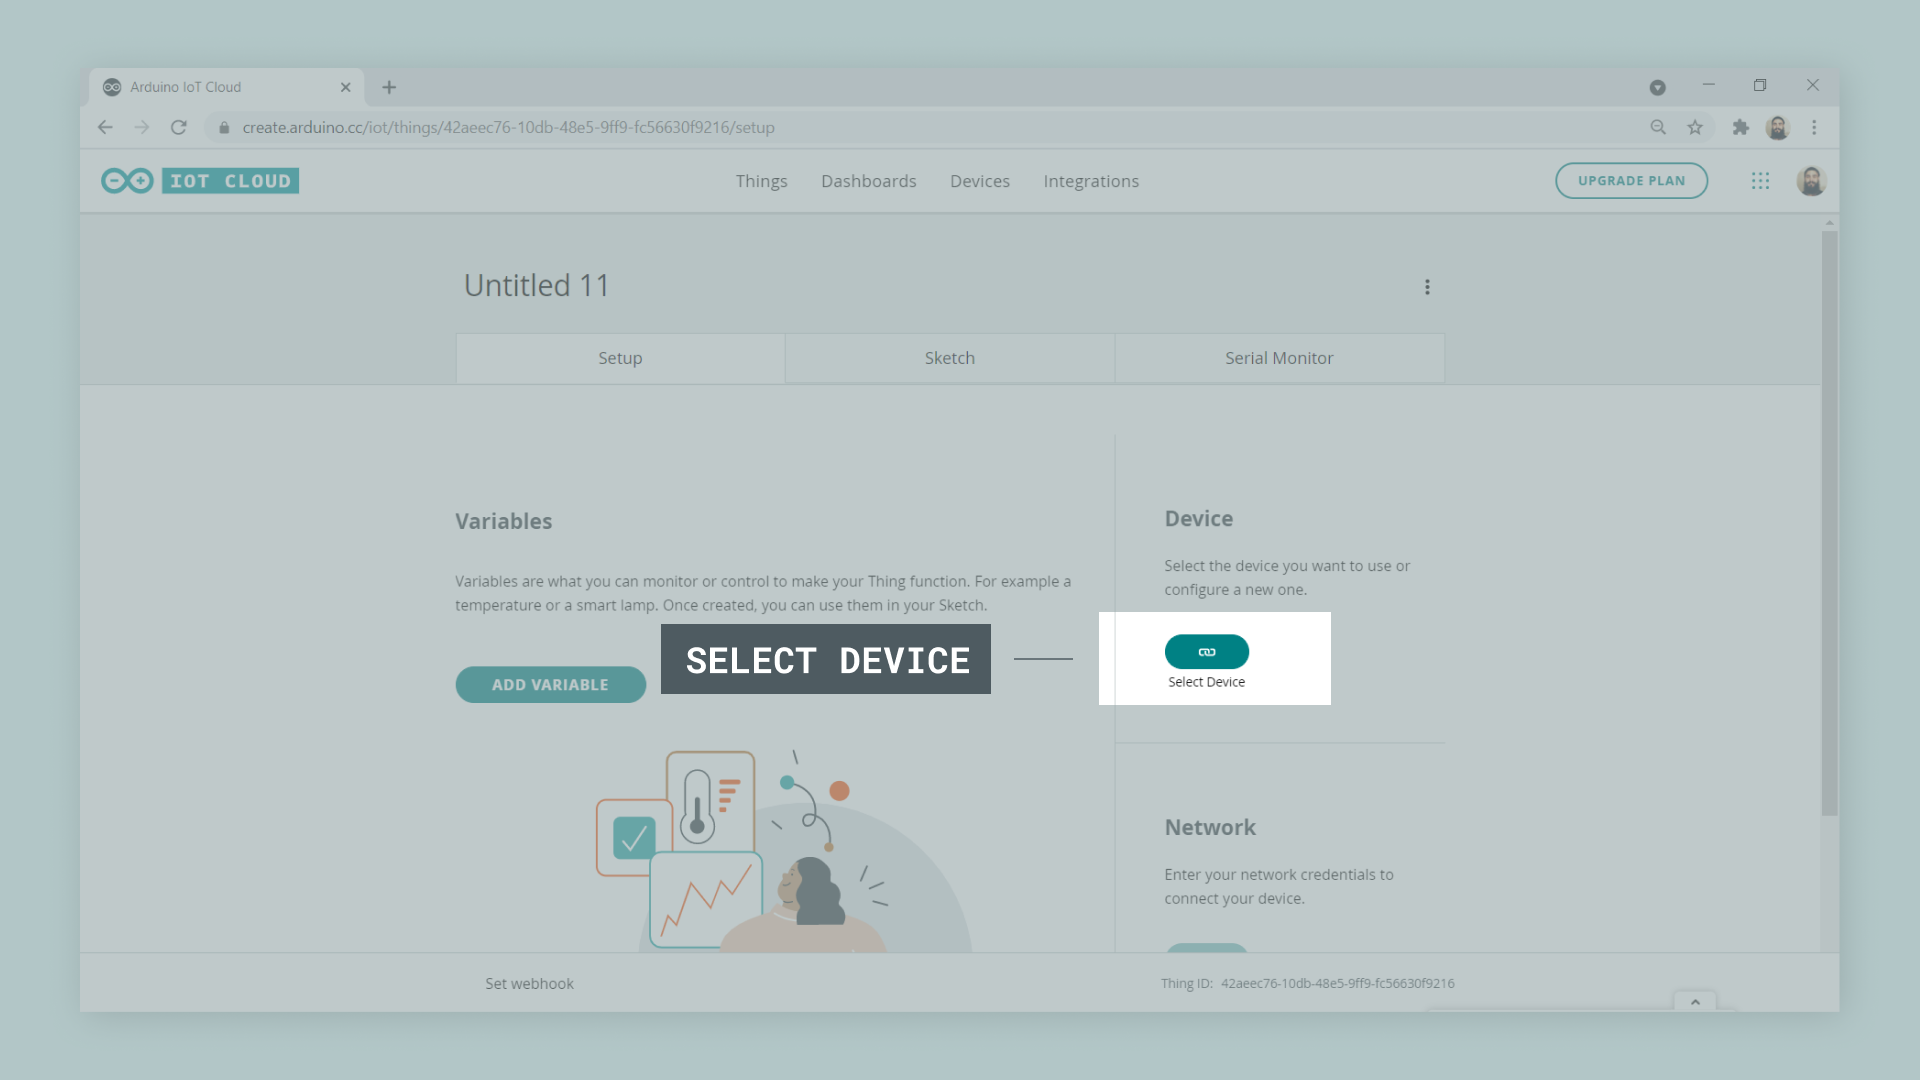 Arduino IoT Cloud
create.arduino.cc/iot/things/42aeec76-10db-48e5-9ff9-fc56630f9216/setup
IOT CLOUD
Things
Dashboards
Devices
Integrations
UPGRADE PLAN
Untitled 11
Setup
Sketch
Serial Monitor
Variables
Variables are what you can monitor or control to make your Thing function. For example a
temperature or a smart lamp. Once created, you can use them in your Sketch.
ADD VARIABLE
SELECT DEVICE
Device
Select the device you want to use or
configure a new one.
Select Device
Network
Enter your network credentials to
connect your device.
Set webhook
Thing ID: 42aeec76-10db-48e5-9ff9-fc56630f9216